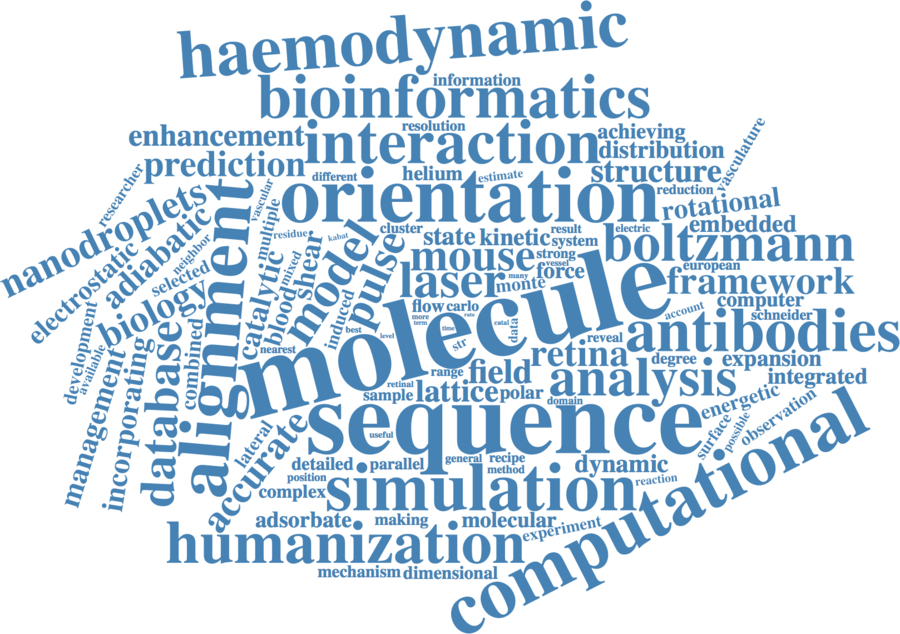 haemodynamic
information
bioinformatics
resolution
enhancement
interaction
achieving
distribution
vasculature
prediction
different
helium
estimate
structure
reduction
researcher
orientation
rotational
vascular
nanodroplets
multiple
residue
kabat
cluster
state
kinetic
result
system
electric
embedded
boltzmann
electrostatic
adiabatic
neighbor
selected
alignment
catalytic
mixed
shear
model
pulse
mouse
strong
vessel
force
european
framework
biology
blood
induced
laser
many
monte
molecule
account
computer
schneider
development
available
database
combined
nearest
best
level
flow
carlo
more
term
rate
time
str
catal
data
reveal
antibodies
retina
degree
expansion
management
incorporating
range
field
retinal
sample
lattice
polar
domain
analysis
integrated
accurate
lateral
sequence
useful
energetic
surface
possible
observation
detailed
parallel
general
recipe
method
dynamic
position
complex
simulation
reaction
computational
adsorbate
making
molecular
humanization
experiment
mechanism
dimensional